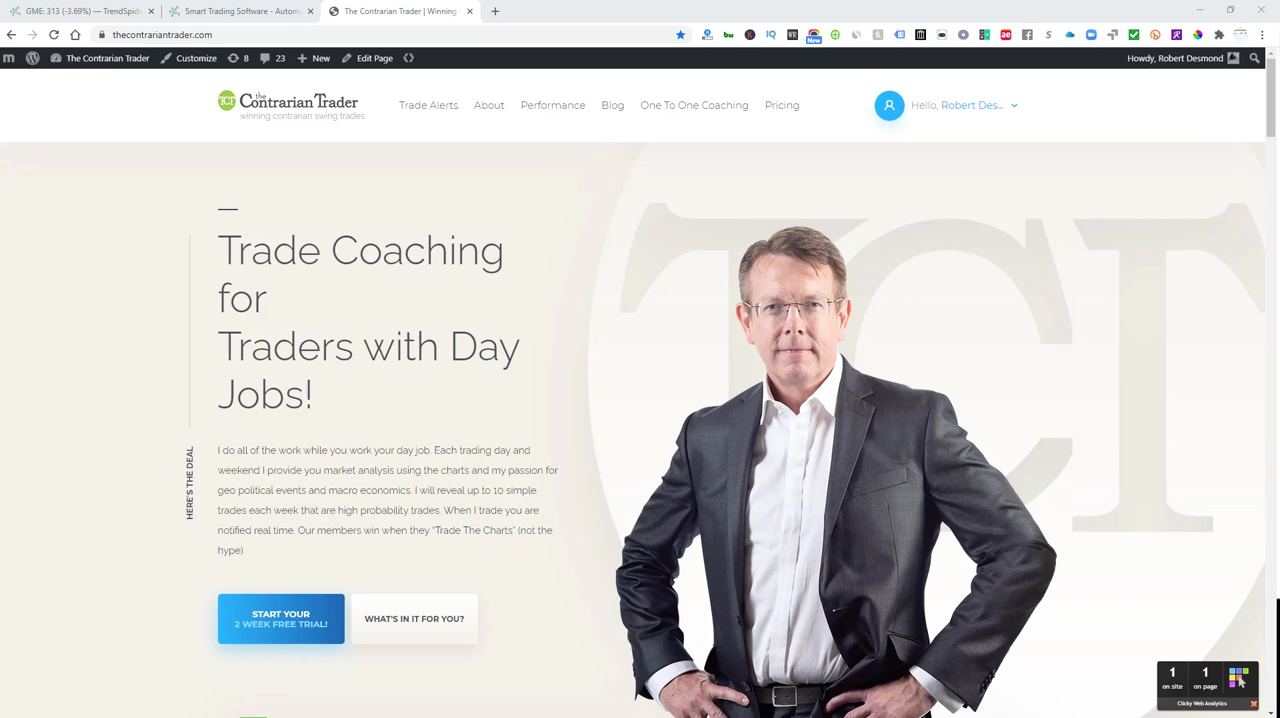 GME: 313 (-3.69%) — TrendSpide
Smart Trading Software - Autom
The Contrarian Trader | Winning
thecontrariantrader.com
The Contrarian Trader
Customize
8
23
New
Edit Page
Howdy, Robert Desmond
TCT the Contrarian Trader
winning contrarian swing trades
Trade Alerts
About
Performance
Blog
One To One Coaching
Pricing
Hello, Robert Des...
Trade Coaching
for
Traders with Day
Jobs!
HERE'S THE DEAL
I do all of the work while you work your day job. Each trading day and
weekend I provide you market analysis using the charts and my passion for
geo political events and macro economics. I will reveal up to 10 simple
trades each week that are high probability trades. When I trade you are
notified real time. Our members win when they “Trade The Charts” (not the
hype).
START YOUR
2 WEEK FREE TRIAL!
WHAT'S IN IT FOR YOU?
TCT
1
on site
1
on page
Clicky Web Analytics